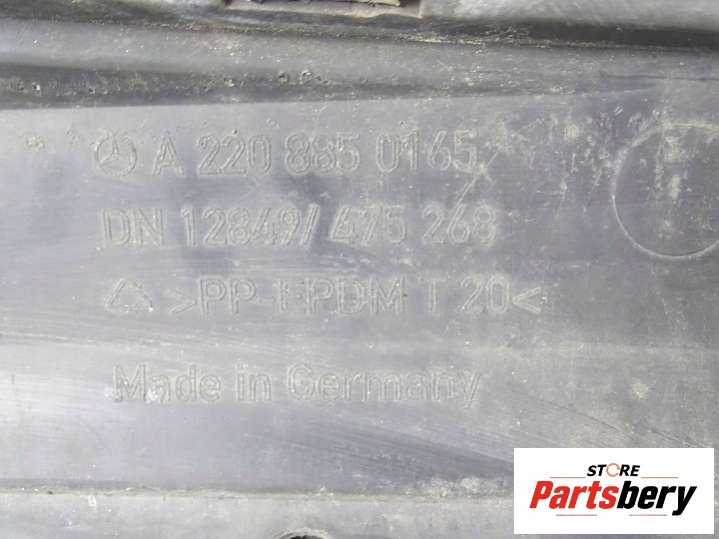 A 220 885 0165
DN 12849/ 475 268
>PP-EPDM T 20<
Made in Germany
STORE
Partsbery